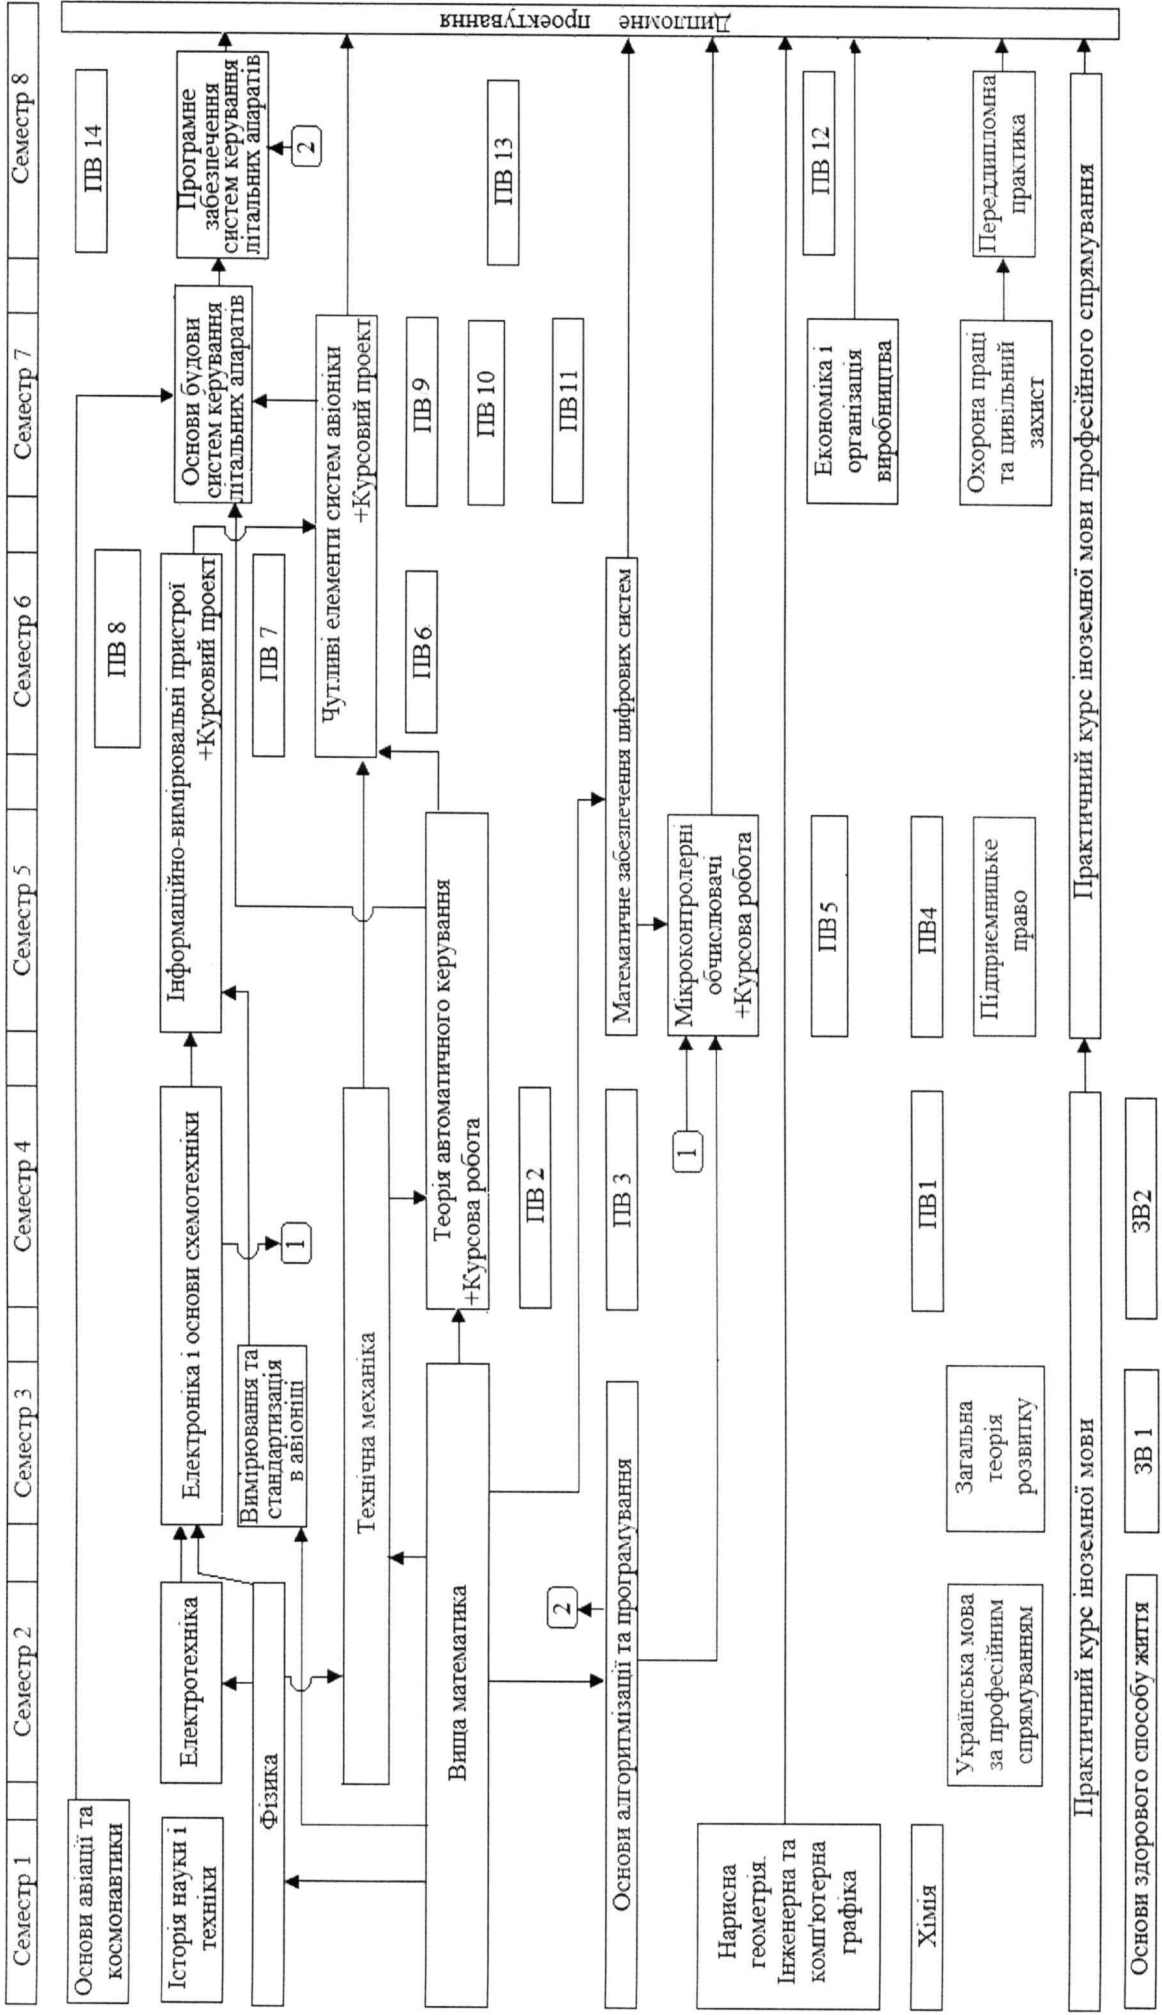 Семестр 1
Семестр 2
Семестр 3
Семестр 4
Семестр 5
Семестр 6
Семестр 7
Семестр 8
Основи авіації та
космонавтики
ПВ 8
ПВ 14
Історія науки і
техніки
Електротехніка
Електроніка і основи схемотехніки
Інформаційно-вимірювальні пристрої
+Курсовий проект
Основи будови
систем керування
літальних апаратів
Програмне
забезпечення
систем керування
літальних апаратів
Фізика
Вимірювання та
стандартизація
в авіоніці
1
ПВ 7
2
Технічна механіка
Чутливі елементи систем авіоніки
+Курсовий проект
Вища математика
Теорія автоматичного керування
+Курсова робота
ПВ6
ПВ 9
ПВ 10
ПВ 2
ПВ 13
2
ПВ11
Основи алгоритмізації та програмування
ПВ 3
Математичне забезпечення цифрових систем
1
Мікроконтролерні
обчислювачі
+Курсова робота
Нарисна
геометрія.
Інженерна та
комп'ютерна
графіка
ПВ 5
Економіка і
організація
виробництва
ПВ 12
Хімія
ПВ1
ПВ4
Українська мова
за професійним
спрямуванням
Загальна
теорія
розвитку
Підприємницьке
право
Охорона праці
та цивільний
захист
Переддипломна
практика
Практичний курс іноземної мови
Практичний курс іноземної мови професійного спрямування
Основи здорового способу життя
ЗВ 1
ЗВ2
Дипломне проектування